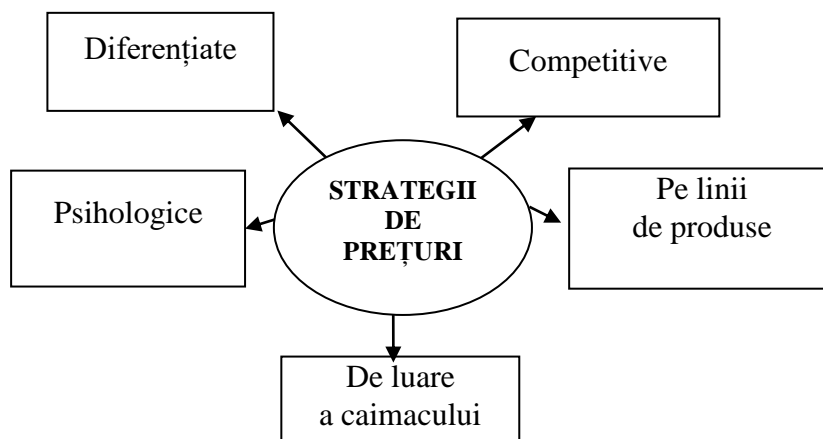 Diferențiate
Competitive
STRATEGII
DE
PREȚURI
Psihologice
Pe linii
de produse
De luare
a caimacului